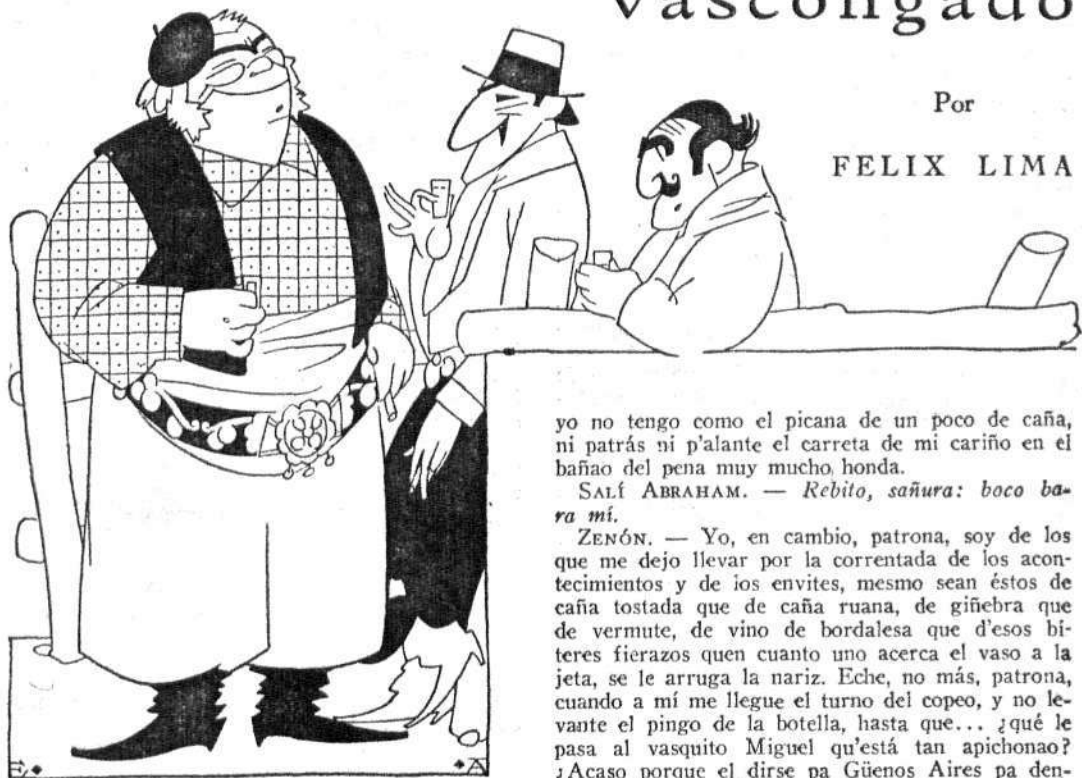 vascongado
Por
FELIX LIMA
yo no tengo como el picana de un poco de caña,
ni patrás ni p'alante el carreta de mi cariño en el
bañao del pena muy mucho, honda.
SALÍ ABRAHAM. — Rebito, sañura: boco ba-
ra mí.
ZENÓN. — Yo, en cambio, patrona, soy de los
que me dejo llevar por la correntada de los acon-
tecimientos y de ios envites, mesmo sean éstos de
caña tostada que de caña ruana, de giñebra que
de vermute, de vino de bordalesa que d'esos bí-
teres fierazos quen cuanto uno acerca el vaso a la
jeta, se le arruga la nariz. Eche, no más, patrona,
cuando a mí me llegue el turno del copeo, y no le-
vante el pingo de la botella, hasta que... ¿qué le
pasa al vasquito Miguel qu'está tan apichonao?
¿Acaso porque el dirse pa Güenos Aires pa den-